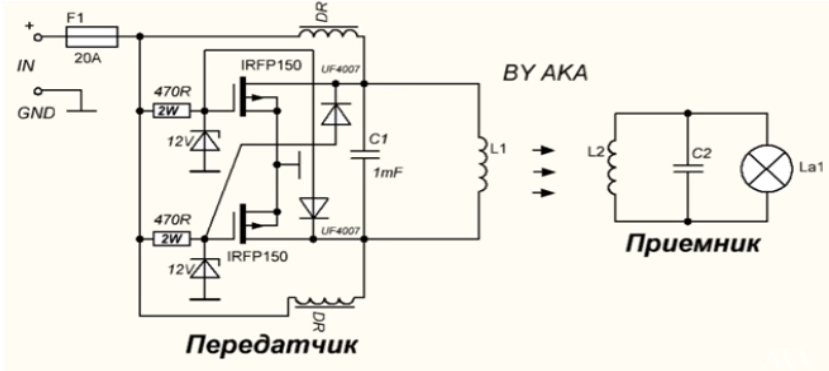 +
F1
20A
IN
GND
DR
IRFP150
UF4007
470R
2W
12V
C1
1mF
L1
BY AKA
L2
C2
La1
Приемник
470R
2W
12V
IRFP150
UF4007
DR
Передатчик